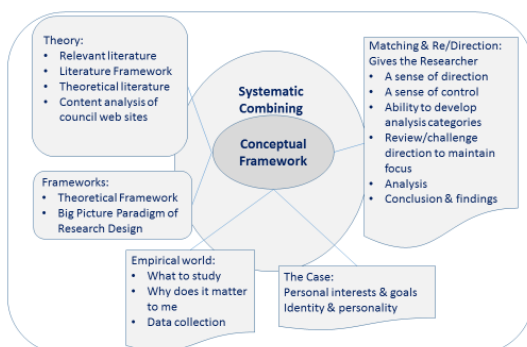 Theory:
• Relevant literature
• Literature Framework
• Theoretical literature
• Content analysis of
council web sites
Frameworks:
• Theoretical Framework
• Big Picture Paradigm of
Research Design
Systematic
Combining
Conceptual
Framework
Matching & Re/Direction:
Gives the Researcher
• A sense of direction
• A sense of control
• Ability to develop
analysis categories
• Review/challenge
direction to maintain
focus
• Analysis
• Conclusion & findings
Empirical world:
• What to study
• Why does it matter
to me
• Data collection
The Case:
Personal interests & goals
Identity & personality